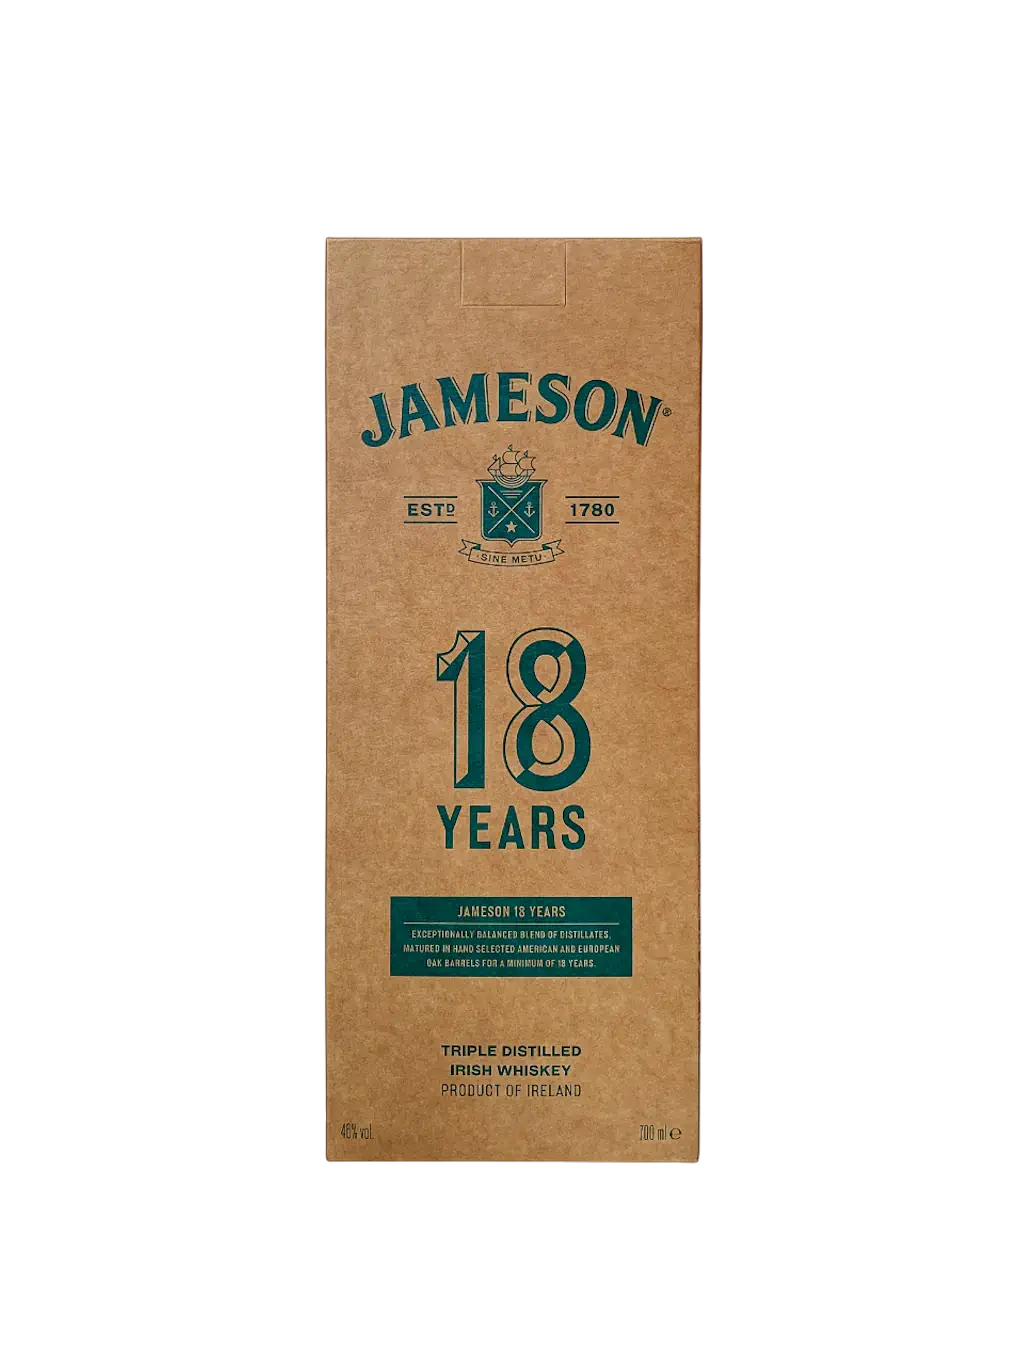 JAMESON®
ESTD 1780
SINE METU
18
YEARS
JAMESON 18 YEARS
EXCEPTIONALLY BALANCED BLEND OF DISTILLATES,
MATURED IN HAND SELECTED AMERICAN AND EUROPEAN
OAK BARRELS FOR A MINIMUM OF 18 YEARS.
TRIPLE DISTILLED
IRISH WHISKEY
PRODUCT OF IRELAND
46% vol. 700 ml ℮